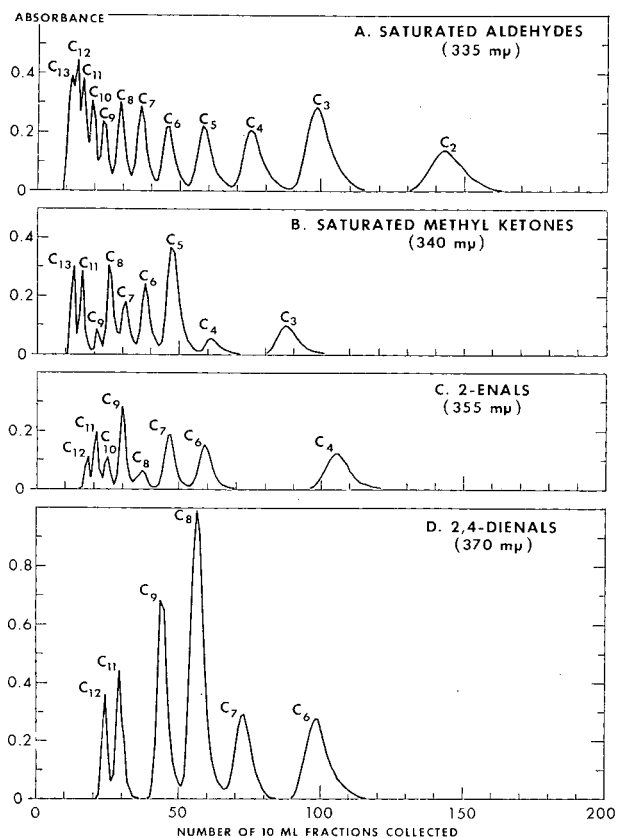 ABSORBANCE
A. SATURATED ALDEHYDES
(335 mµ)
C13 C12 C11 C10 C9 C8 C7 C6 C5 C4 C3 C2
0.4
0.2
0
B. SATURATED METHYL KETONES
(340 mµ)
C13 C11 C9 C8 C7 C6 C5 C4 C3
0.4
0.2
0
C. 2-ENALS
(355 mµ)
C12 C11 C10 C9 C8 C7 C6 C4
0.2
0
D. 2,4-DIENALS
(370 mµ)
C12 C11 C9 C8 C7 C6
0.8
0.6
0.4
0.2
0
0 50 100 150 200
NUMBER OF 10 ML FRACTIONS COLLECTED